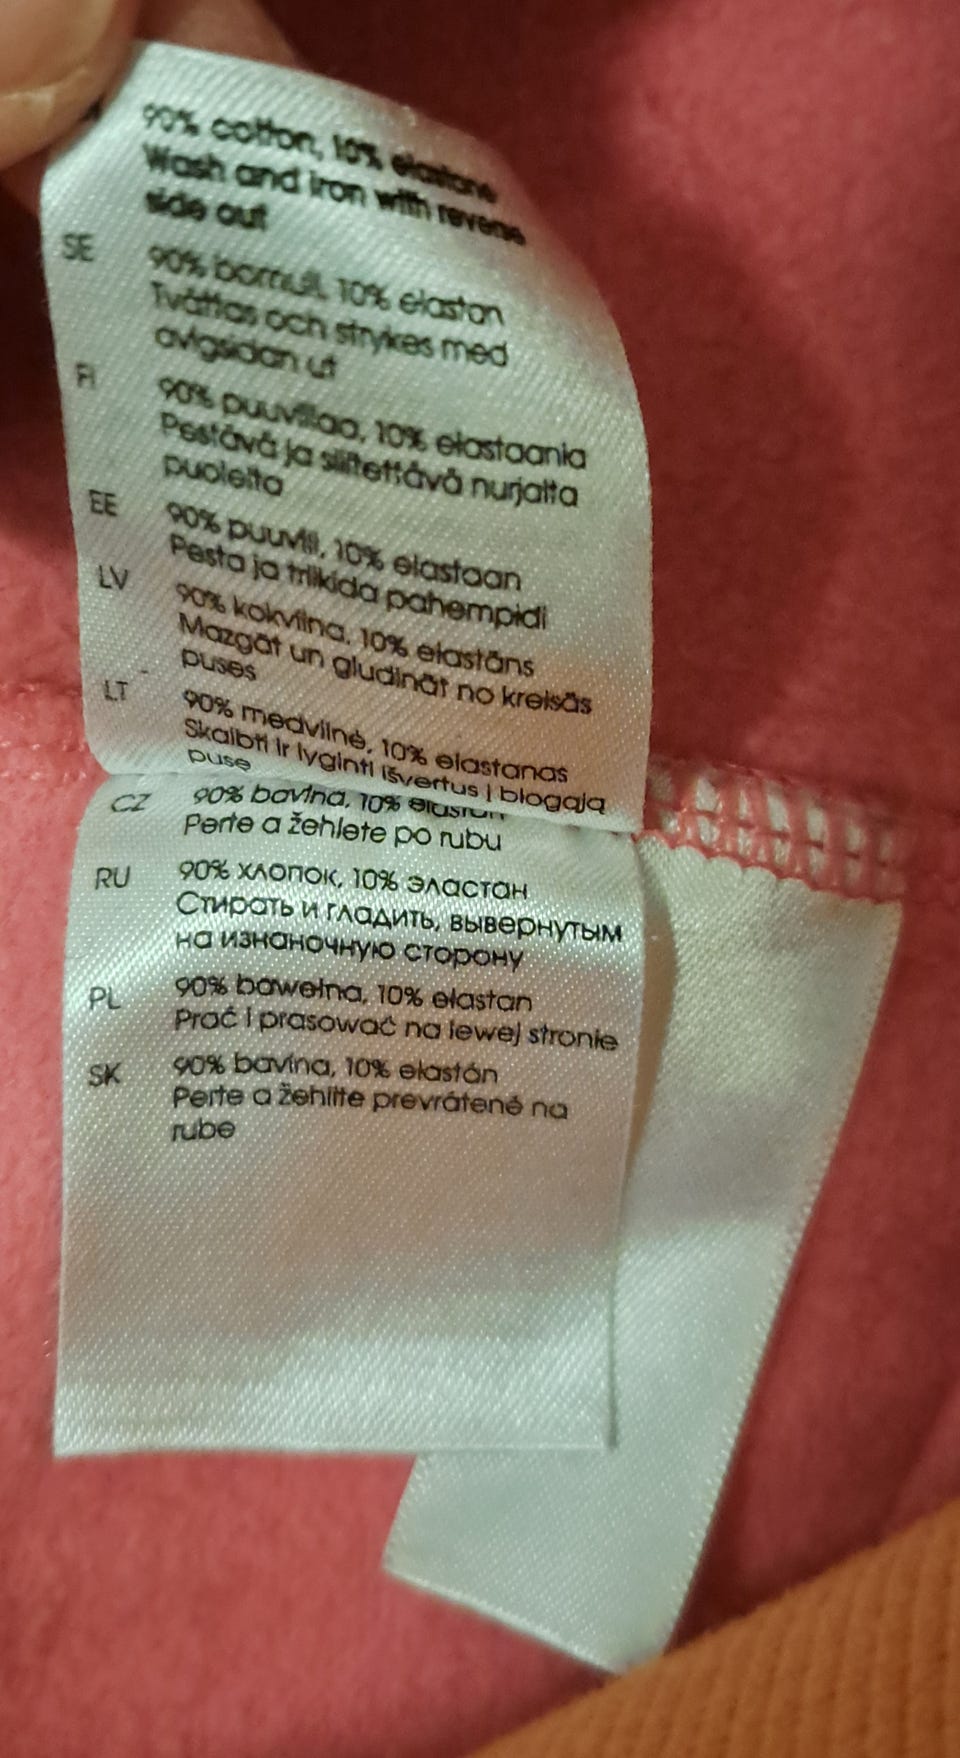 90% cotton, 10% elastane
Wash and iron with reverse
side out
SE 90% bomull, 10% elastan
Tvättas och strykes med
avigsidan ut
FI 90% puuvillaa, 10% elastaania
Pestävä ja silitettävä nurjalta
puolelta
EE 90% puuvill, 10% elastaan
Pesta ja triikida pahempidi
LV 90% kokvilna, 10% elastāns
Mazgāt un gludināt no kreisās
puses
LT 90% medvilnė, 10% elastanas
Skalbti ir lyginti išvertus į blogąją
pusę
CZ 90% bavlna, 10% elastan
Perte a žehlete po rubu
RU 90% хлопок, 10% эластан
Стирать и гладить, вывернутым
на изнаночную сторону
PL 90% bawełna, 10% elastan
Prać i prasować na lewej stronie
SK 90% bavlna, 10% elastán
Perte a žehlite prevrátené na
rube